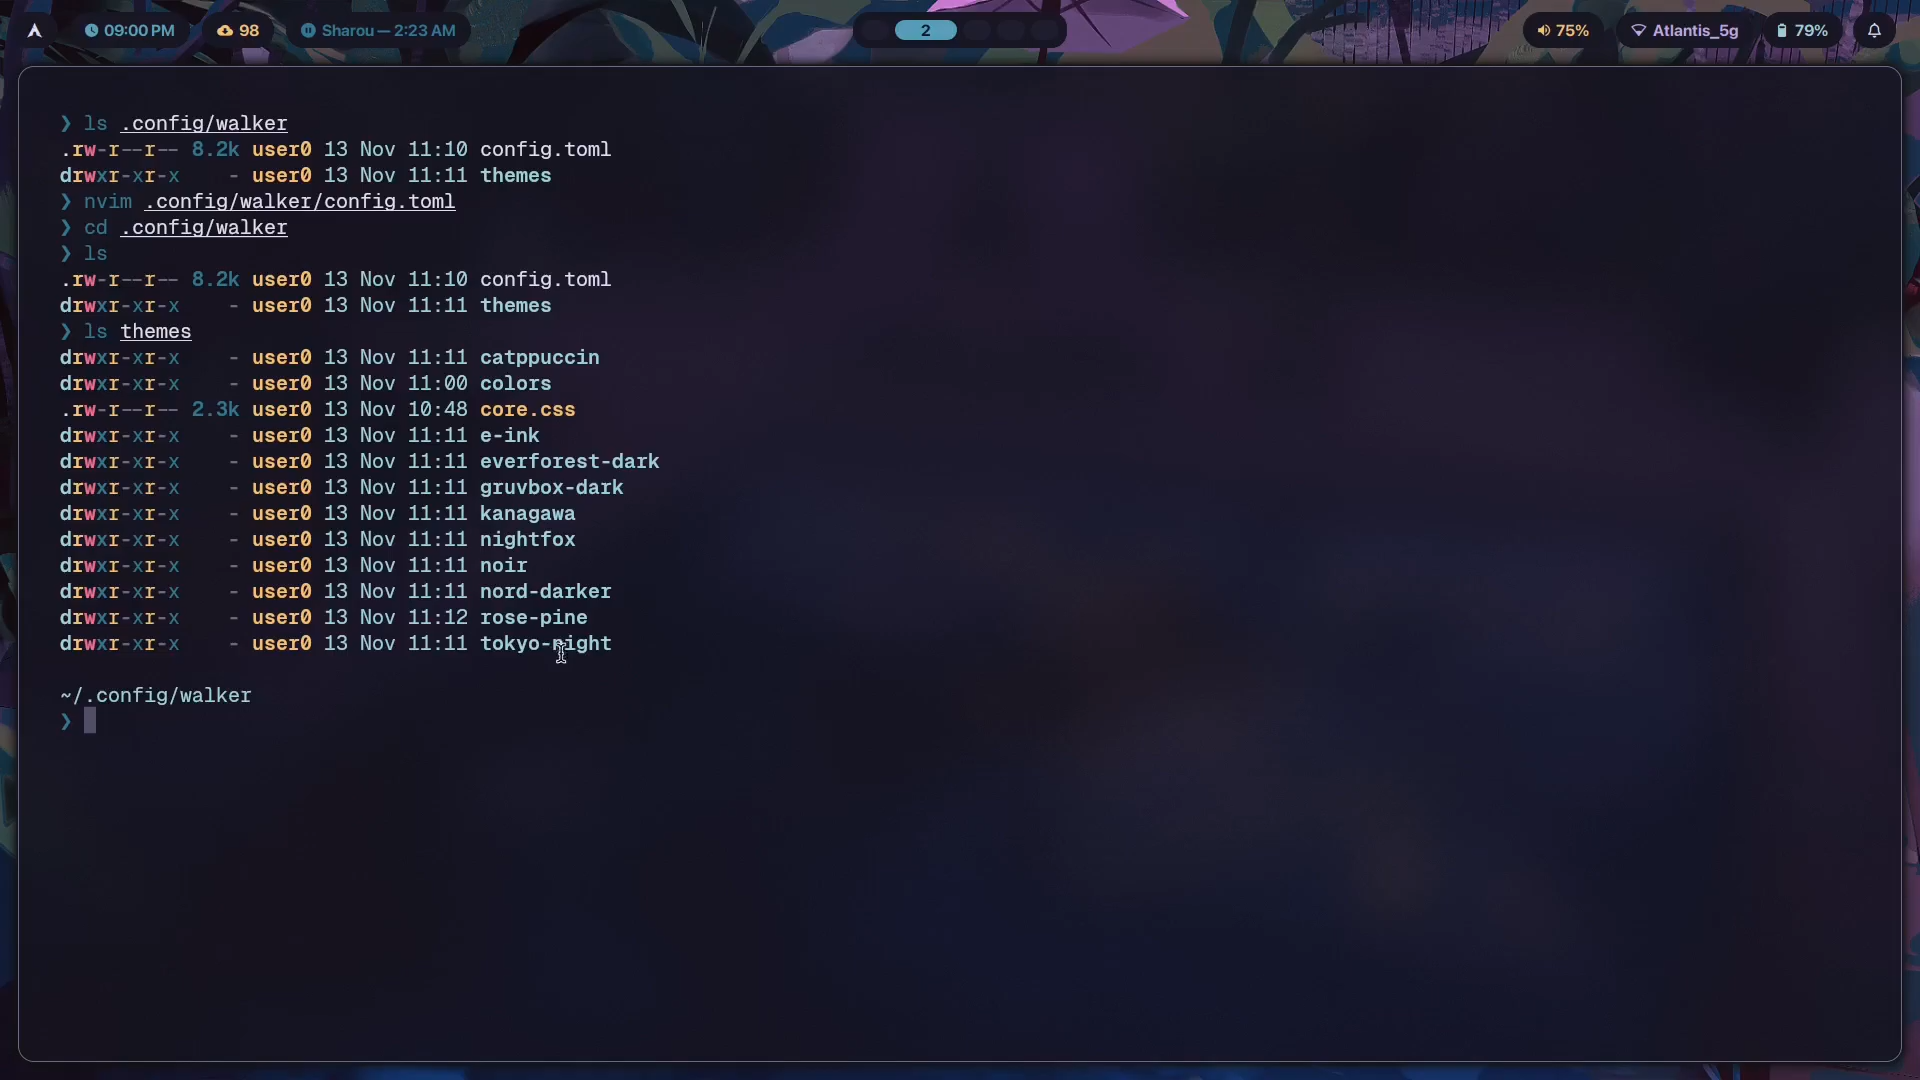 09:00 PM 98 Sharou — 2:23 AM 2 75% Atlantis_5g 79%
❯ ls .config/walker
.rw-r--r-- 8.2k user0 13 Nov 11:10 config.toml
drwxr-xr-x - user0 13 Nov 11:11 themes
❯ nvim .config/walker/config.toml
❯ cd .config/walker
❯ ls
.rw-r--r-- 8.2k user0 13 Nov 11:10 config.toml
drwxr-xr-x - user0 13 Nov 11:11 themes
❯ ls themes
drwxr-xr-x - user0 13 Nov 11:11 catppuccin
drwxr-xr-x - user0 13 Nov 11:00 colors
.rw-r--r-- 2.3k user0 13 Nov 10:48 core.css
drwxr-xr-x - user0 13 Nov 11:11 e-ink
drwxr-xr-x - user0 13 Nov 11:11 everforest-dark
drwxr-xr-x - user0 13 Nov 11:11 gruvbox-dark
drwxr-xr-x - user0 13 Nov 11:11 kanagawa
drwxr-xr-x - user0 13 Nov 11:11 nightfox
drwxr-xr-x - user0 13 Nov 11:11 noir
drwxr-xr-x - user0 13 Nov 11:11 nord-darker
drwxr-xr-x - user0 13 Nov 11:12 rose-pine
drwxr-xr-x - user0 13 Nov 11:11 tokyo-night
~/.config/walker
❯